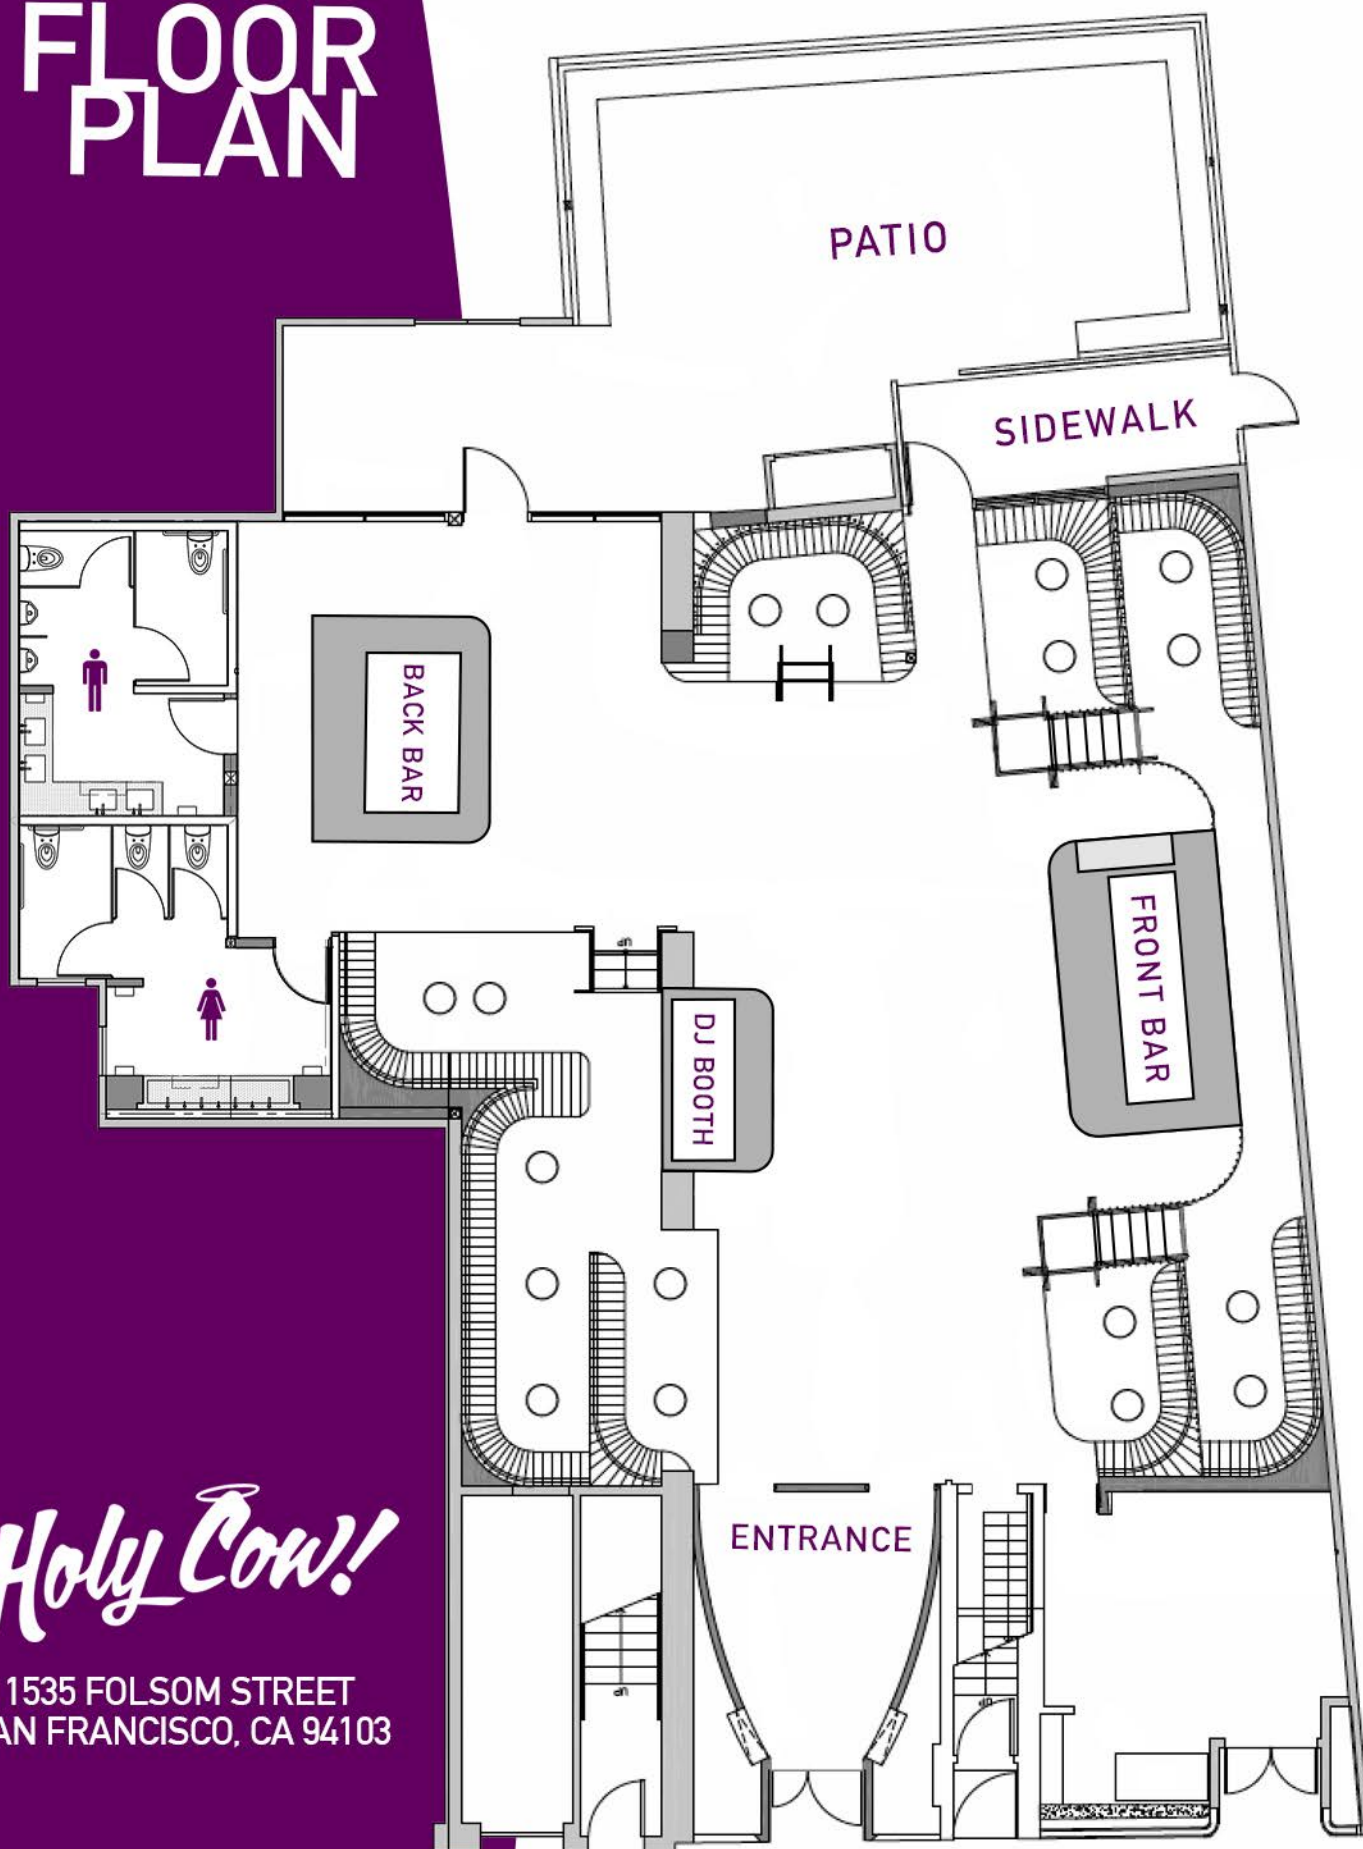 FLOOR
PLAN
PATIO
SIDEWALK
BACK BAR
FRONT BAR
DJ BOOTH
ENTRANCE
Holy Cow!
1535 FOLSOM STREET
AN FRANCISCO, CA 94103